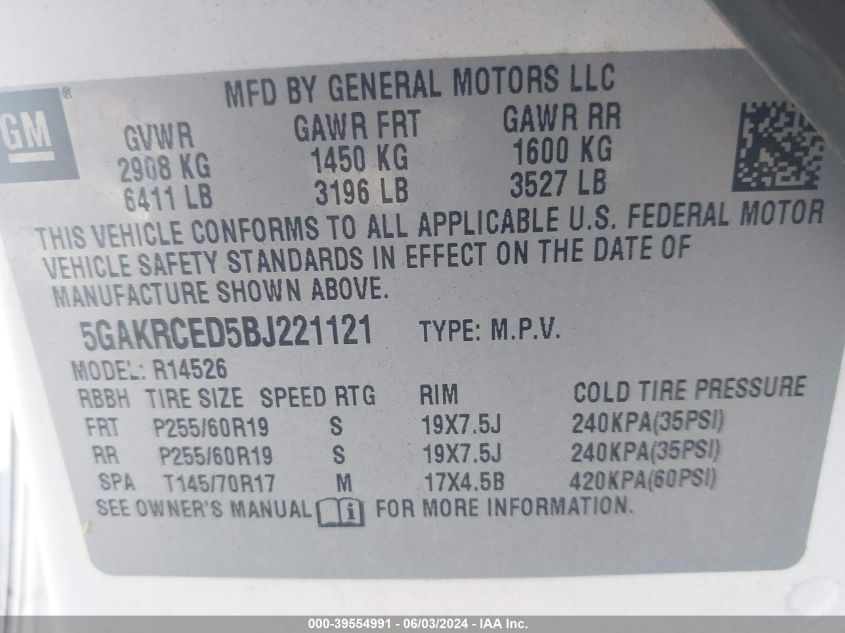 MFD BY GENERAL MOTORS LLC
GM ®
GVWR GAWR FRT GAWR RR
2908 KG 1450 KG 1600 KG
6411 LB 3196 LB 3527 LB
THIS VEHICLE CONFORMS TO ALL APPLICABLE U.S. FEDERAL MOTOR
VEHICLE SAFETY STANDARDS IN EFFECT ON THE DATE OF
MANUFACTURE SHOWN ABOVE.
5GAKRCED5BJ221121 TYPE: M.P.V.
MODEL: R14526
RBBH TIRE SIZE SPEED RTG RIM COLD TIRE PRESSURE
FRT P255/60R19 S 19X7.5J 240KPA(35PSI)
RR P255/60R19 S 19X7.5J 240KPA(35PSI)
SPA T145/70R17 M 17X4.5B 420KPA(60PSI)
SEE OWNER'S MANUAL i FOR MORE INFORMATION.
000-39554991 - 06/03/2024 - IAA Inc.